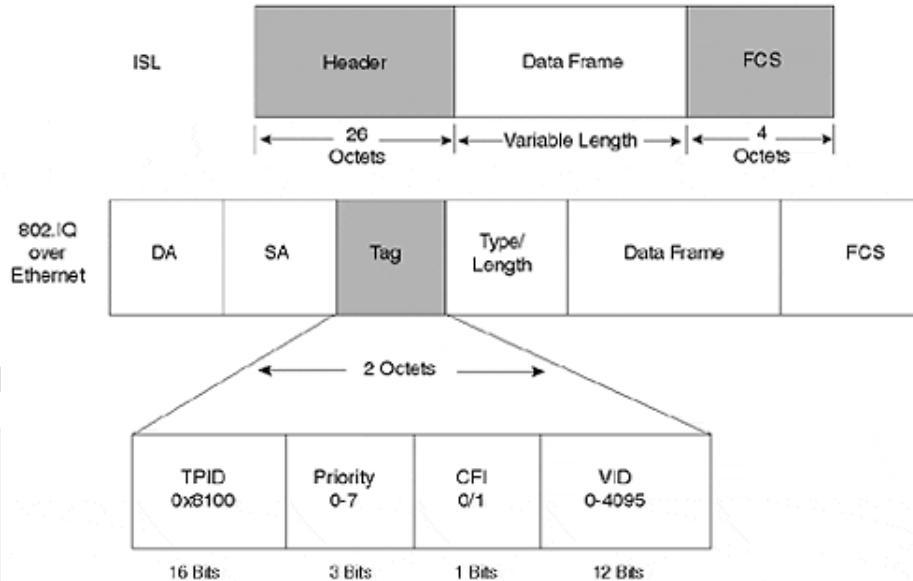 ISL
Header
Data Frame
FCS
26
Octets
Variable Length
4
Octets
802.IQ
over
Ethernet
DA
SA
Tag
Type/
Length
Data Frame
FCS
2 Octets
TPID
0x8100
Priority
0-7
CFI
0/1
VID
0-4095
16 Bits
3 Bits
1 Bits
12 Bits